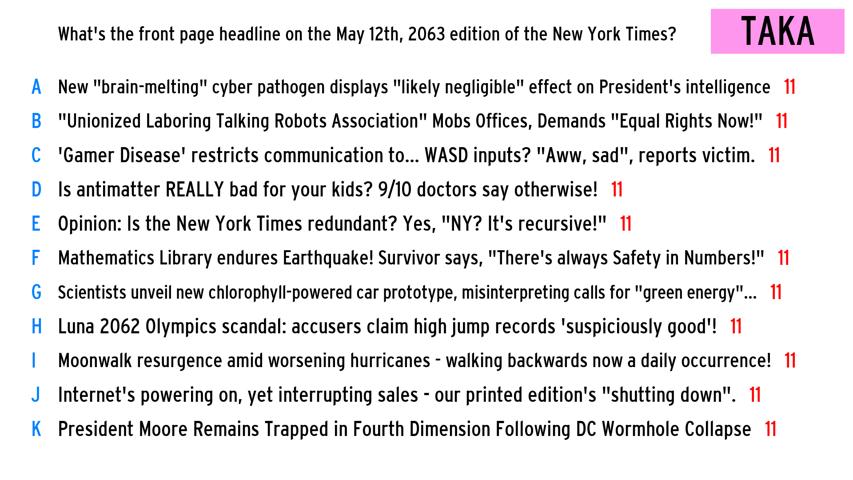 What's the front page headline on the May 12th, 2063 edition of the New York Times?
TAKA
A New "brain-melting" cyber pathogen displays "likely negligible" effect on President's intelligence 11
B "Unionized Laboring Talking Robots Association" Mobs Offices, Demands "Equal Rights Now!" 11
C 'Gamer Disease' restricts communication to... WASD inputs? "Aww, sad", reports victim. 11
D Is antimatter REALLY bad for your kids? 9/10 doctors say otherwise! 11
E Opinion: Is the New York Times redundant? Yes, "NY? It's recursive!" 11
F Mathematics Library endures Earthquake! Survivor says, "There's always Safety in Numbers!" 11
G Scientists unveil new chlorophyll-powered car prototype, misinterpreting calls for "green energy"... 11
H Luna 2062 Olympics scandal: accusers claim high jump records 'suspiciously good'! 11
I Moonwalk resurgence amid worsening hurricanes - walking backwards now a daily occurrence! 11
J Internet's powering on, yet interrupting sales - our printed edition's "shutting down". 11
K President Moore Remains Trapped in Fourth Dimension Following DC Wormhole Collapse 11